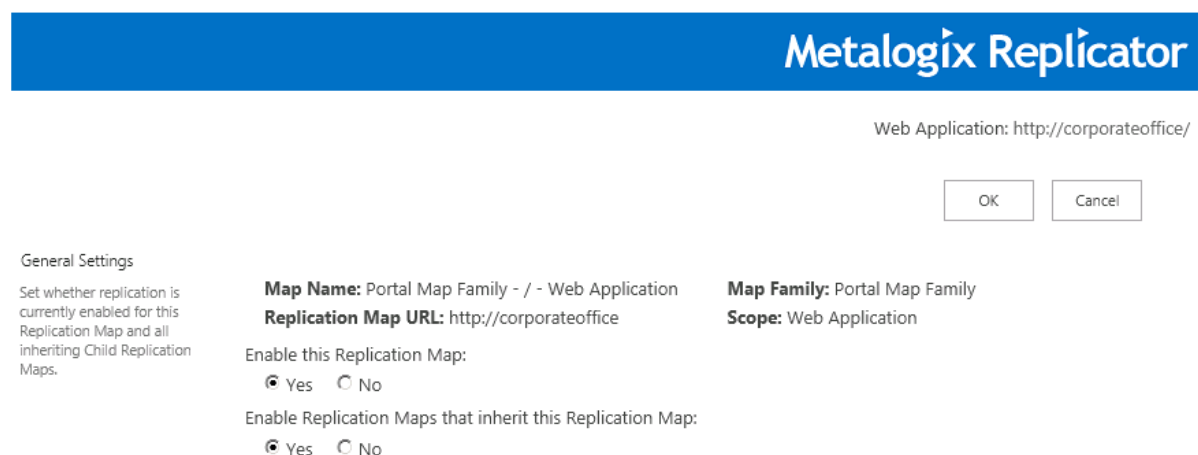 Metalogix Replicator
Web Application: http://corporateoffice/
OK Cancel
General Settings
Set whether replication is
currently enabled for this
Replication Map and all
inheriting Child Replication
Maps.
Map Name: Portal Map Family - / - Web Application Map Family: Portal Map Family
Replication Map URL: http://corporateoffice Scope: Web Application
Enable this Replication Map:
Yes No
Enable Replication Maps that inherit this Replication Map:
Yes No